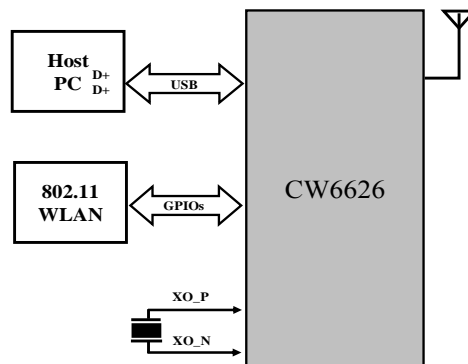 Host
PC D+
D+
USB
802.11
WLAN
GPIOs
CW6626
XO_P
XO_N